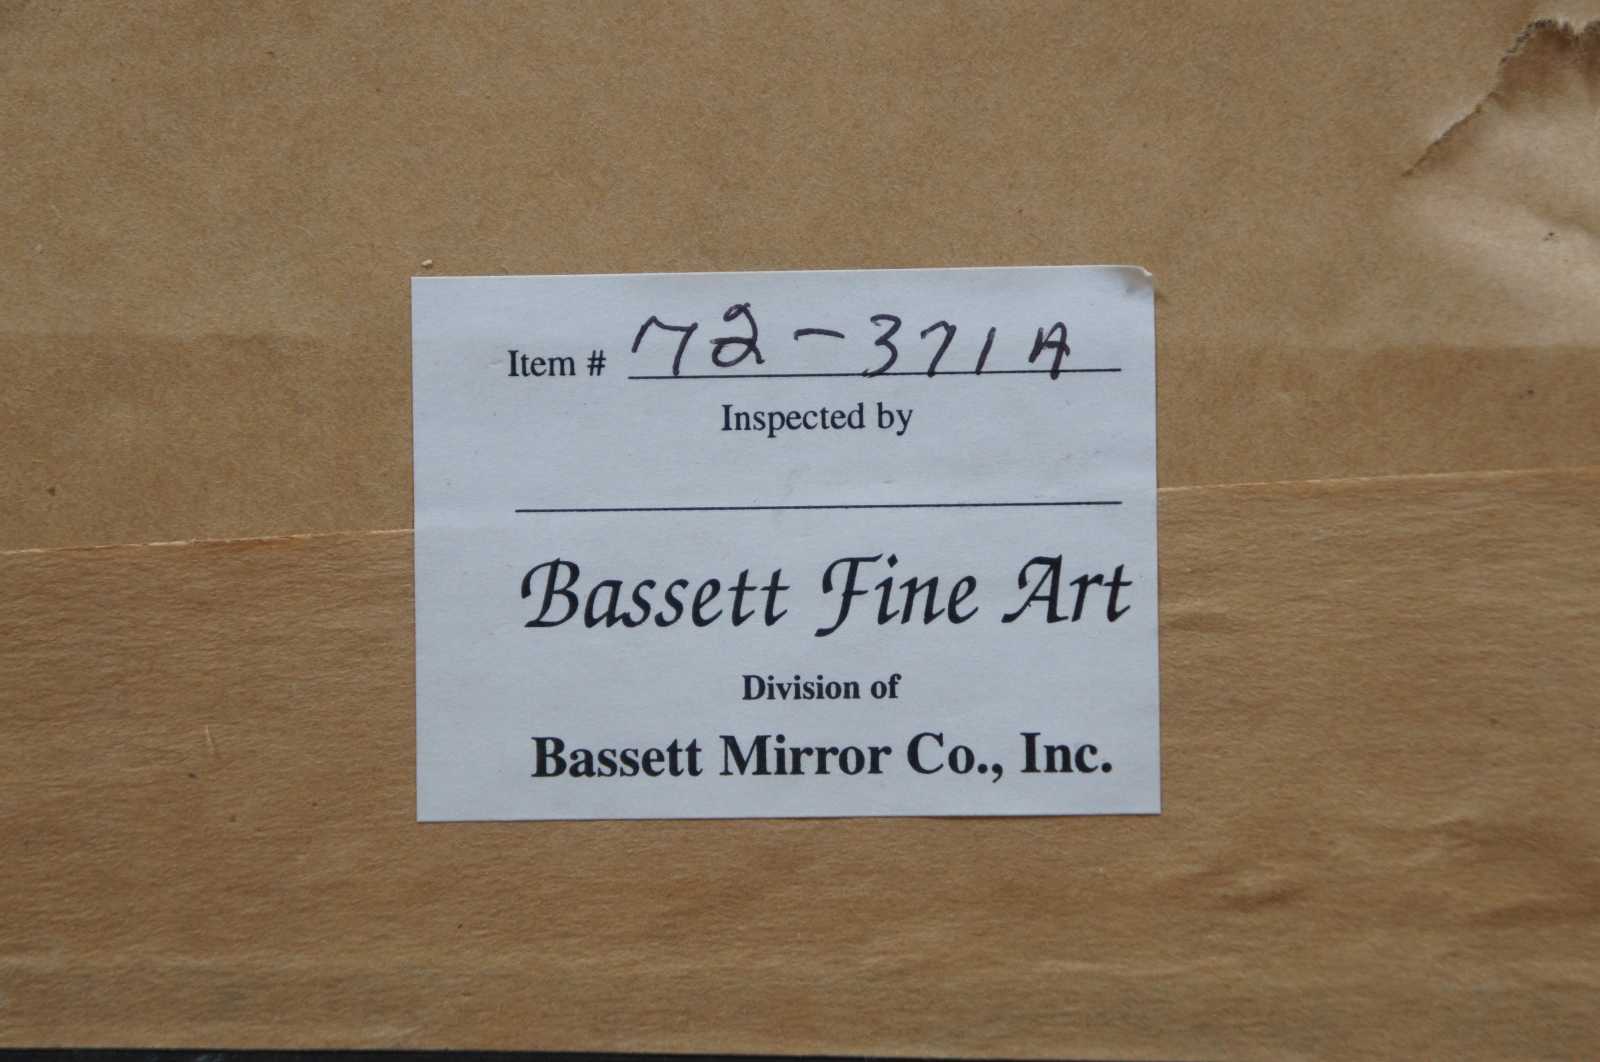 Item # 72-371A
Inspected by
Bassett Fine Art
Division of
Bassett Mirror Co., Inc.